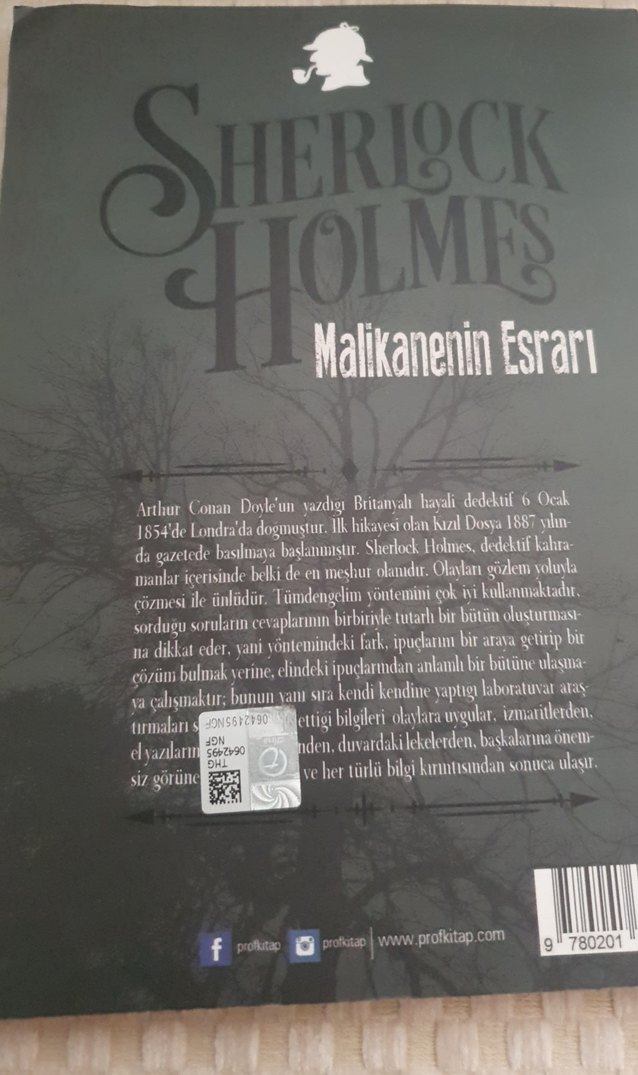 SHERLOCK
HOLMES
Malikanenin Esrarı
Arthur Conan Doyle'un yazdığı Britanyalı hayali dedektif 6 Ocak
1854'de Londra'da doğmuştur. İlk hikayesi olan Kızıl Dosya 1887 yılın-
da gazetede basılmaya başlanmıştır. Sherlock Holmes, dedektif kahra-
manlar içerisinde belki de en meşhur olanıdır. Olayları gözlem yoluyla
çözmesi ile ünlüdür. Tümdengelim yöntemini çok iyi kullanmaktadır,
sorduğu soruların cevaplarının birbiriyle tutarlı bir bütün oluşturması-
na dikkat eder, yani yöntemindeki fark, ipuçlarını bir araya getirip bir
çözüm bulmak yerine, elindeki ipuçlarından anlamlı bir bütüne ulaşma-
ya çalışmaktır; bunun yanı sıra kendi kendine yaptığı laboratuvar araş-
tırmaları ettiği bilgileri olaylara uygular, izmaritlerden,
el yazıların duvardaki lekelerden, başkalarına önem-
siz görüne ve her türlü bilgi kırıntısından sonuca ulaşır.
0642495 NGF
THG
0642495
NGF
profkitap profkitap www.profkitap.com
9 780201